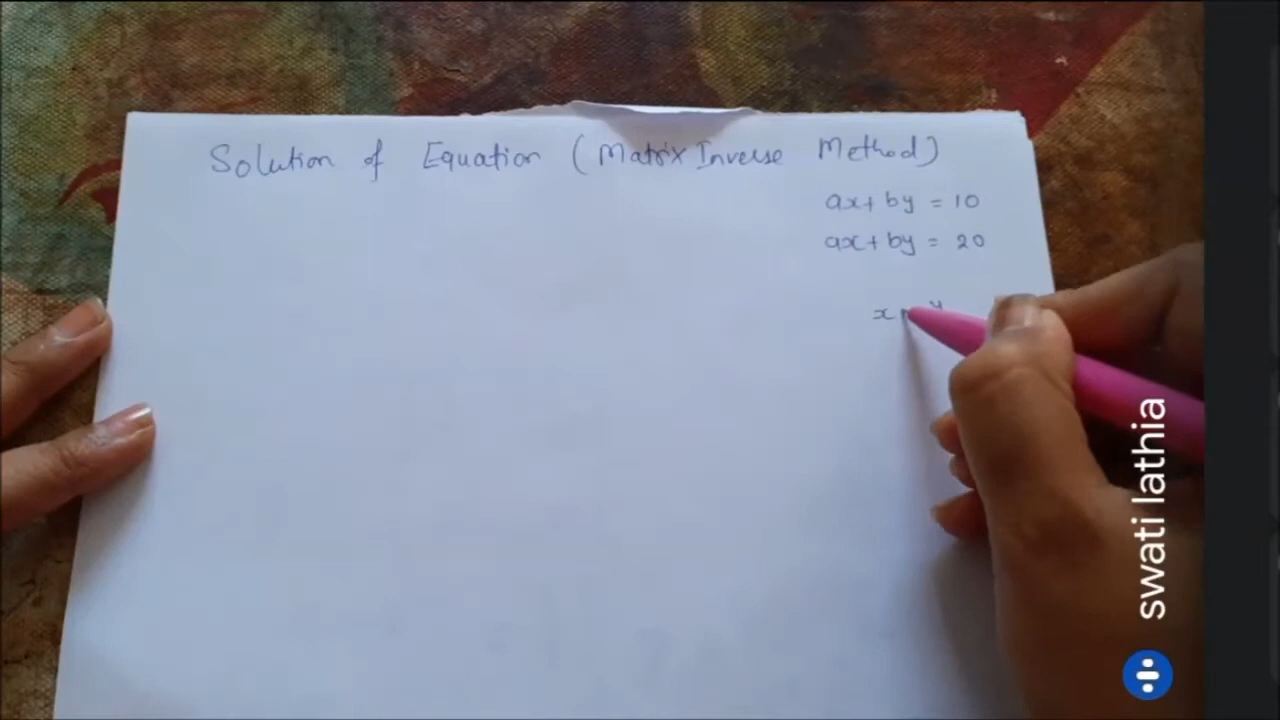 Solution of Equation (Matrix Inverse Method)
ax + by = 10
ax + by = 20
x y
swati lathia